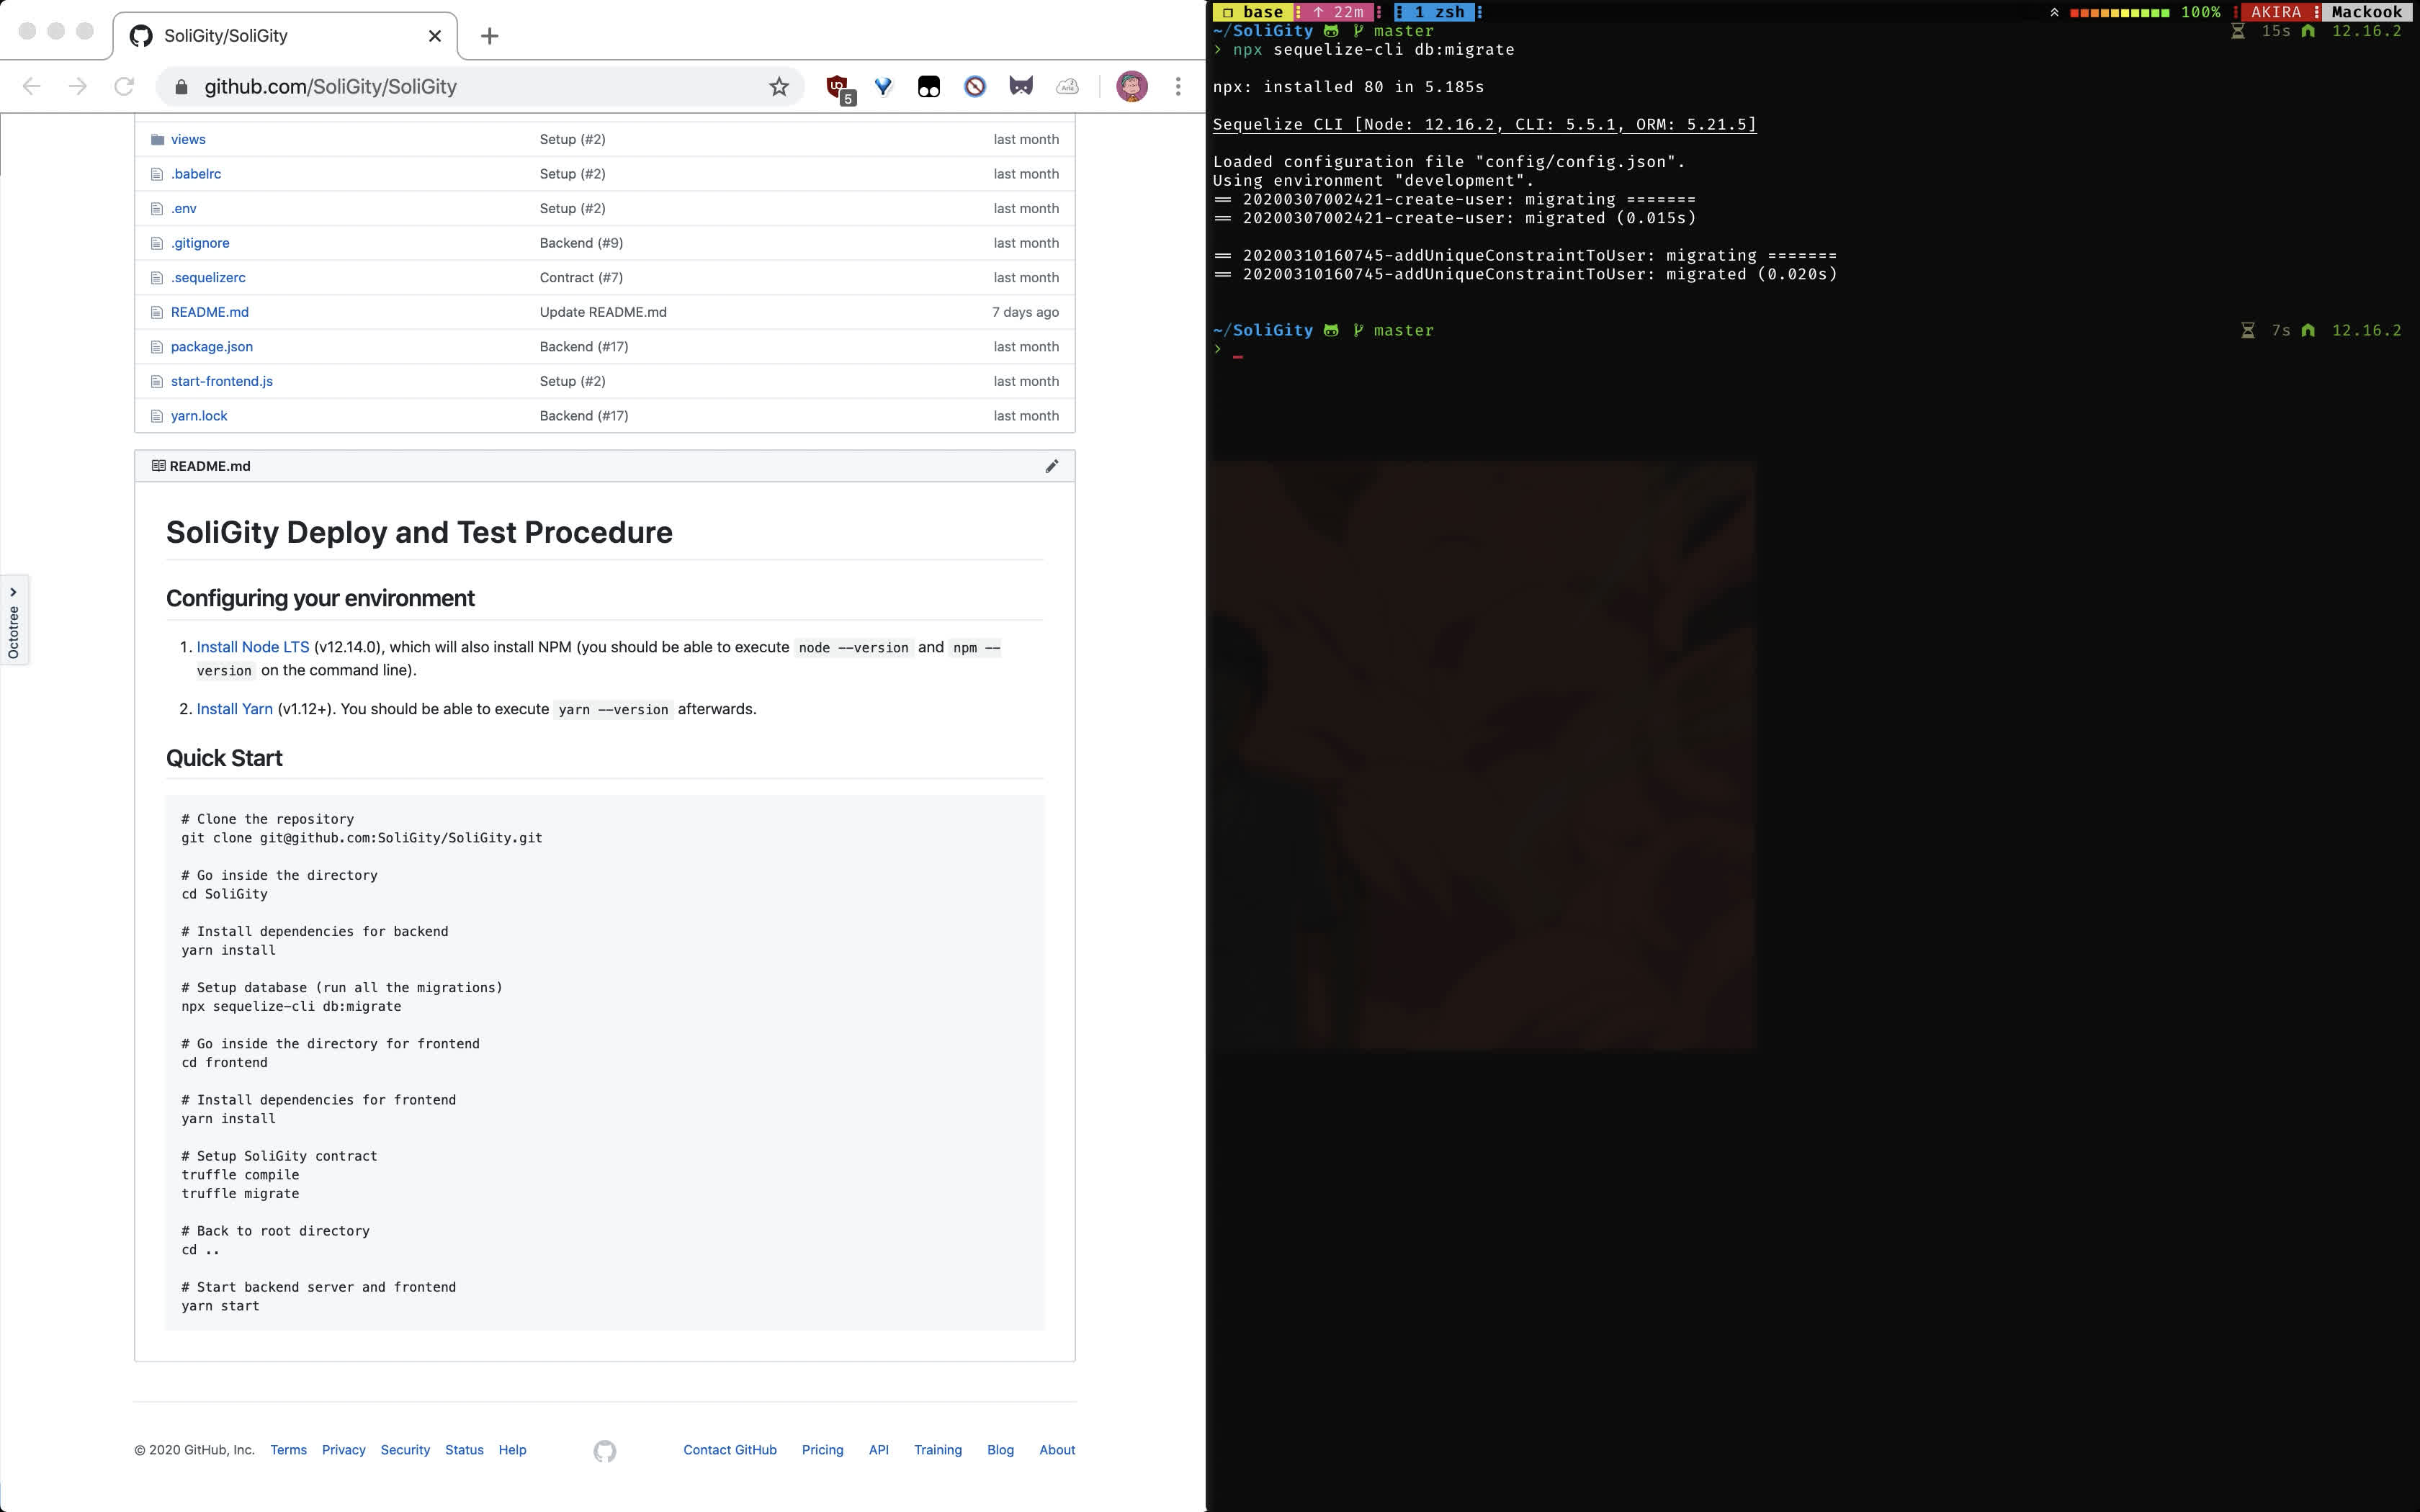 SoliGity/SoliGity
github.com/SoliGity/SoliGity
5
views Setup (#2) last month
.babelrc Setup (#2) last month
.env Setup (#2) last month
.gitignore Backend (#9) last month
.sequelizerc Contract (#7) last month
README.md Update README.md 7 days ago
package.json Backend (#17) last month
start-frontend.js Setup (#2) last month
yarn.lock Backend (#17) last month
README.md
SoliGity Deploy and Test Procedure
Configuring your environment
1. Install Node LTS (v12.14.0), which will also install NPM (you should be able to execute node --version and npm --
version on the command line).
2. Install Yarn (v1.12+). You should be able to execute yarn --version afterwards.
Octotree
Quick Start
# Clone the repository
git clone git@github.com:SoliGity/SoliGity.git
# Go inside the directory
cd SoliGity
# Install dependencies for backend
yarn install
# Setup database (run all the migrations)
npx sequelize-cli db:migrate
# Go inside the directory for frontend
cd frontend
# Install dependencies for frontend
yarn install
# Setup SoliGity contract
truffle compile
truffle migrate
# Back to root directory
cd ..
# Start backend server and frontend
yarn start
© 2020 GitHub, Inc. Terms Privacy Security Status Help Contact GitHub Pricing API Training Blog About
❐ base ↑ 22m 1 zsh 100% AKIRA Mackook
~/SoliGity master 15s 12.16.2
› npx sequelize-cli db:migrate
npx: installed 80 in 5.185s
Sequelize CLI [Node: 12.16.2, CLI: 5.5.1, ORM: 5.21.5]
Loaded configuration file "config/config.json".
Using environment "development".
== 20200307002421-create-user: migrating =======
== 20200307002421-create-user: migrated (0.015s)
== 20200310160745-addUniqueConstraintToUser: migrating =======
== 20200310160745-addUniqueConstraintToUser: migrated (0.020s)
~/SoliGity master 7s 12.16.2
›